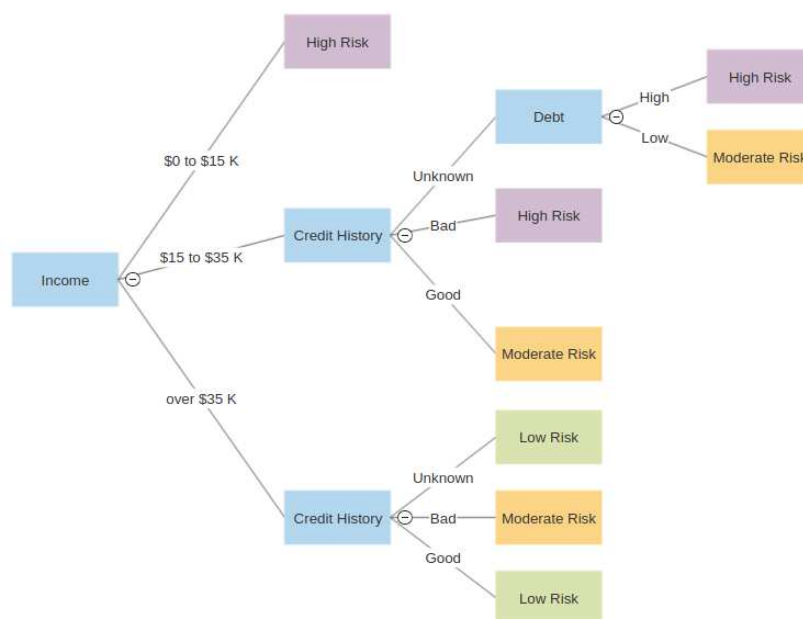 High Risk
High Risk
High
Debt
Low
Moderate Risk
$0 to $15 K
Unknown
High Risk
Bad
Credit History
$15 to $35 K
Income
Good
Moderate Risk
over $35 K
Low Risk
Unknown
Credit History
Bad
Moderate Risk
Good
Low Risk